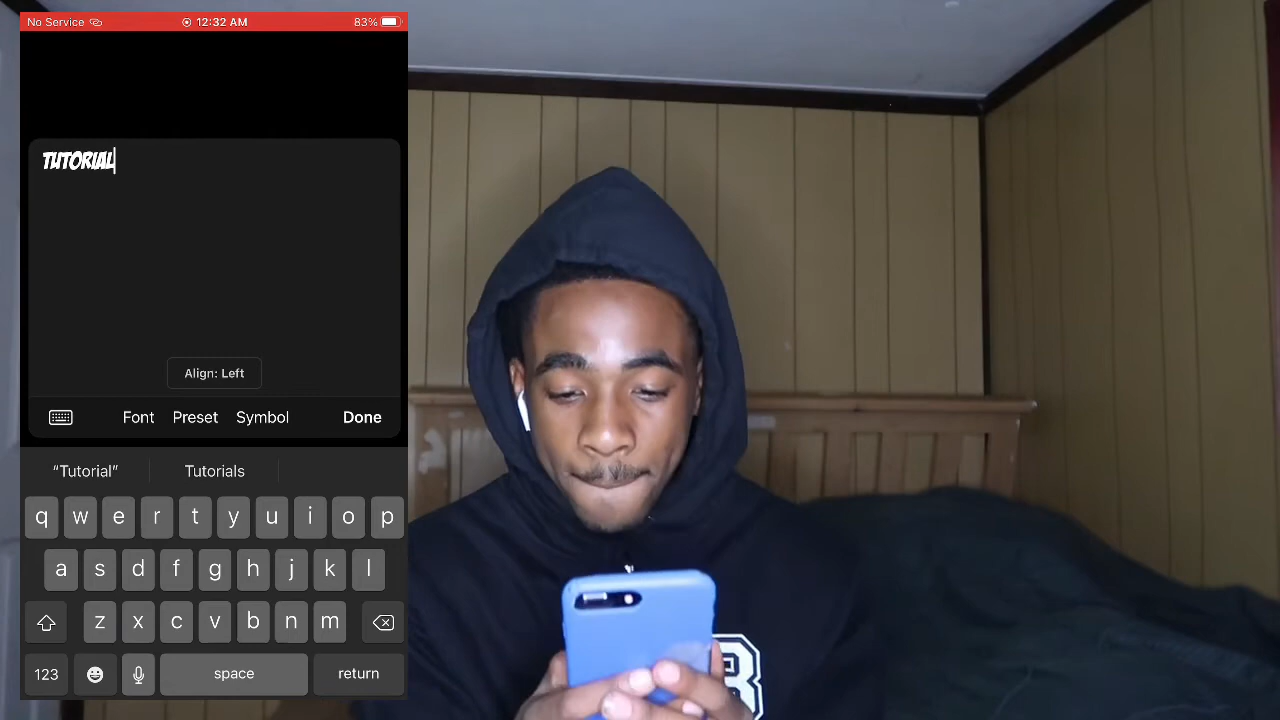 No Service 12:32 AM 83%
TUTORIAL
Align: Left
Font Preset Symbol Done
“Tutorial” Tutorials
q w e r t y u i o p
a s d f g h j k l
z x c v b n m
123 space return
B